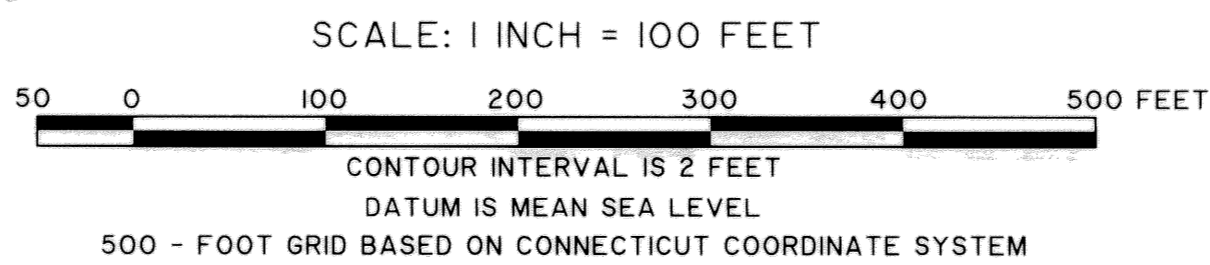 SCALE: 1 INCH = 100 FEET
50 0 100 200 300 400 500 FEET
CONTOUR INTERVAL IS 2 FEET
DATUM IS MEAN SEA LEVEL
500 - FOOT GRID BASED ON CONNECTICUT COORDINATE SYSTEM